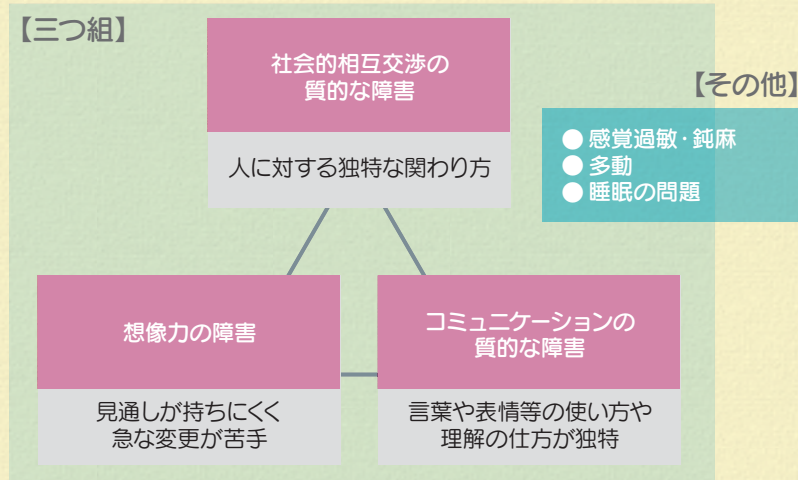 【三つ組】
社会的相互交渉の
質的な障害
人に対する独特な関わり方
【その他】
● 感覚過敏・鈍麻
● 多動
● 睡眠の問題
想像力の障害
見通しが持ちにくく
急な変更が苦手
コミュニケーションの
質的な障害
言葉や表情等の使い方や
理解の仕方が独特